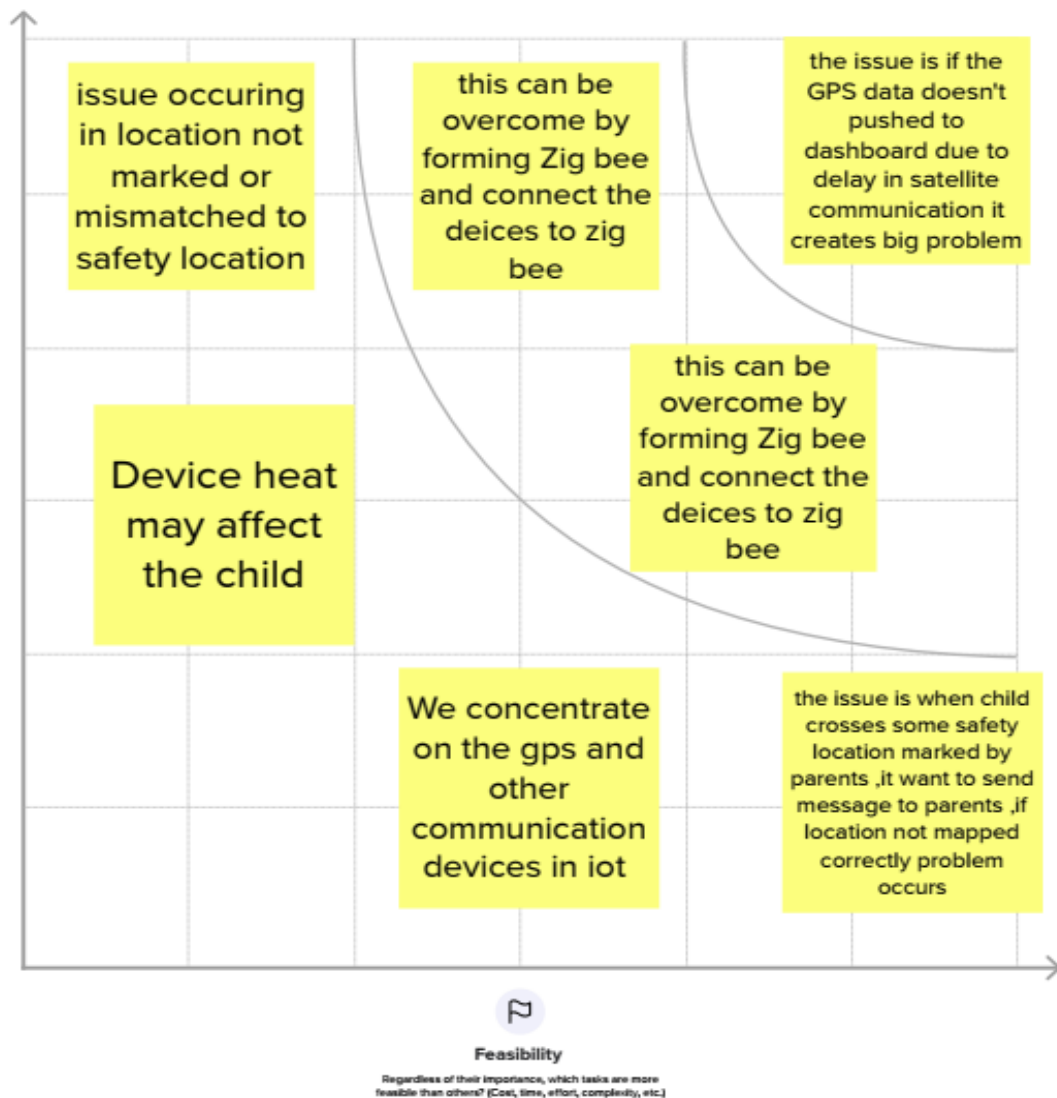 issue occuring
in location not
marked or
mismatched to
safety location
this can be
overcome by
forming Zig bee
and connect the
deices to zig
bee
the issue is if the
GPS data doesn't
pushed to
dashboard due to
delay in satellite
communication it
creates big problem
Device heat
may affect
the child
this can be
overcome by
forming Zig bee
and connect the
deices to zig
bee
We concentrate
on the gps and
other
communication
devices in iot
the issue is when child
crosses some safety
location marked by
parents ,it want to send
message to parents ,if
location not mapped
correctly problem
occurs
Feasibility
Regardless of their importance, which tasks are more
feasible than others? (Cost, time, effort, complexity, etc.)